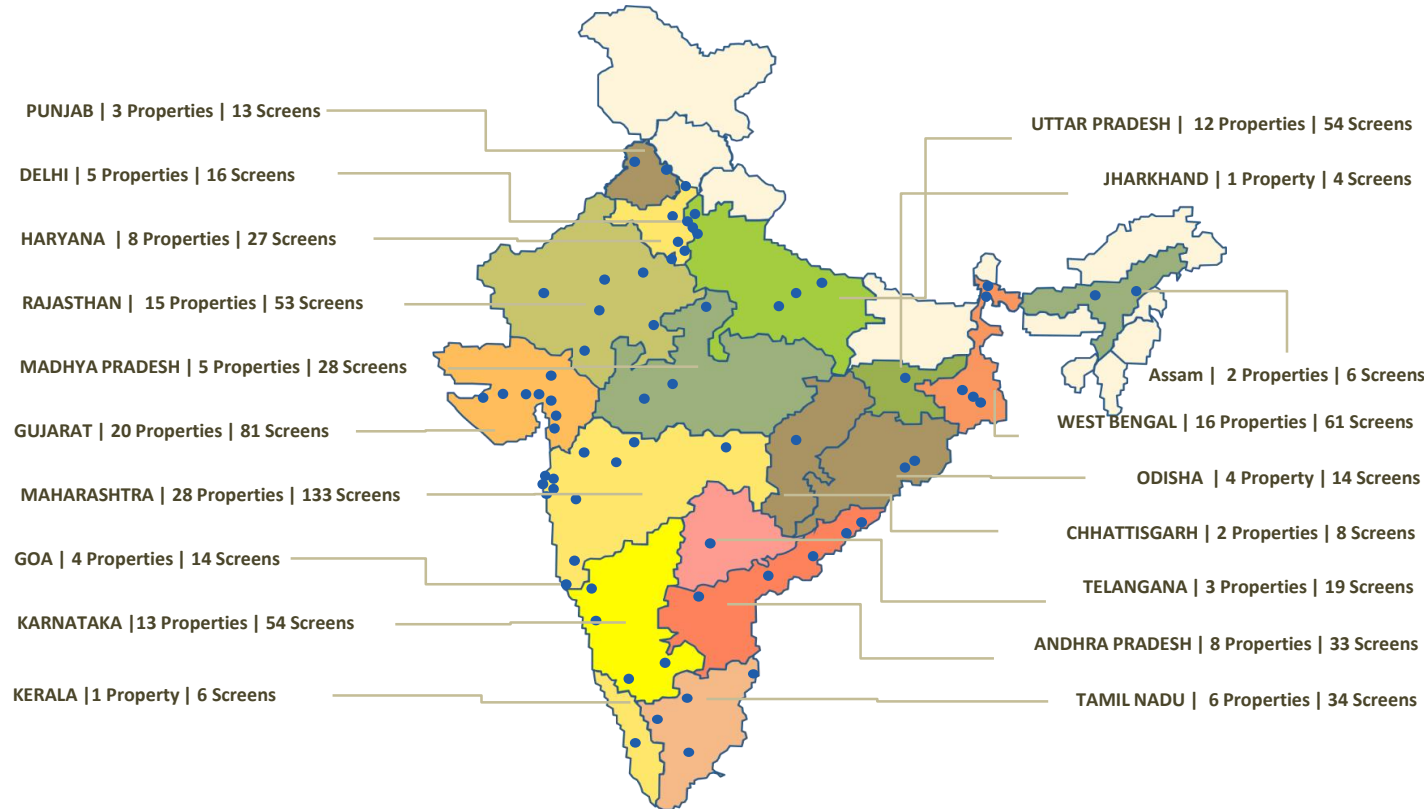 PUNJAB | 3 Properties | 13 Screens
DELHI | 5 Properties | 16 Screens
HARYANA | 8 Properties | 27 Screens
RAJASTHAN | 15 Properties | 53 Screens
MADHYA PRADESH | 5 Properties | 28 Screens
GUJARAT | 20 Properties | 81 Screens
MAHARASHTRA | 28 Properties | 133 Screens
GOA | 4 Properties | 14 Screens
KARNATAKA |13 Properties | 54 Screens
KERALA |1 Property | 6 Screens
UTTAR PRADESH | 12 Properties | 54 Screens
JHARKHAND | 1 Property | 4 Screens
Assam | 2 Properties | 6 Screens
WEST BENGAL | 16 Properties | 61 Screens
ODISHA | 4 Property | 14 Screens
CHHATTISGARH | 2 Properties | 8 Screens
TELANGANA | 3 Properties | 19 Screens
ANDHRA PRADESH | 8 Properties | 33 Screens
TAMIL NADU | 6 Properties | 34 Screens